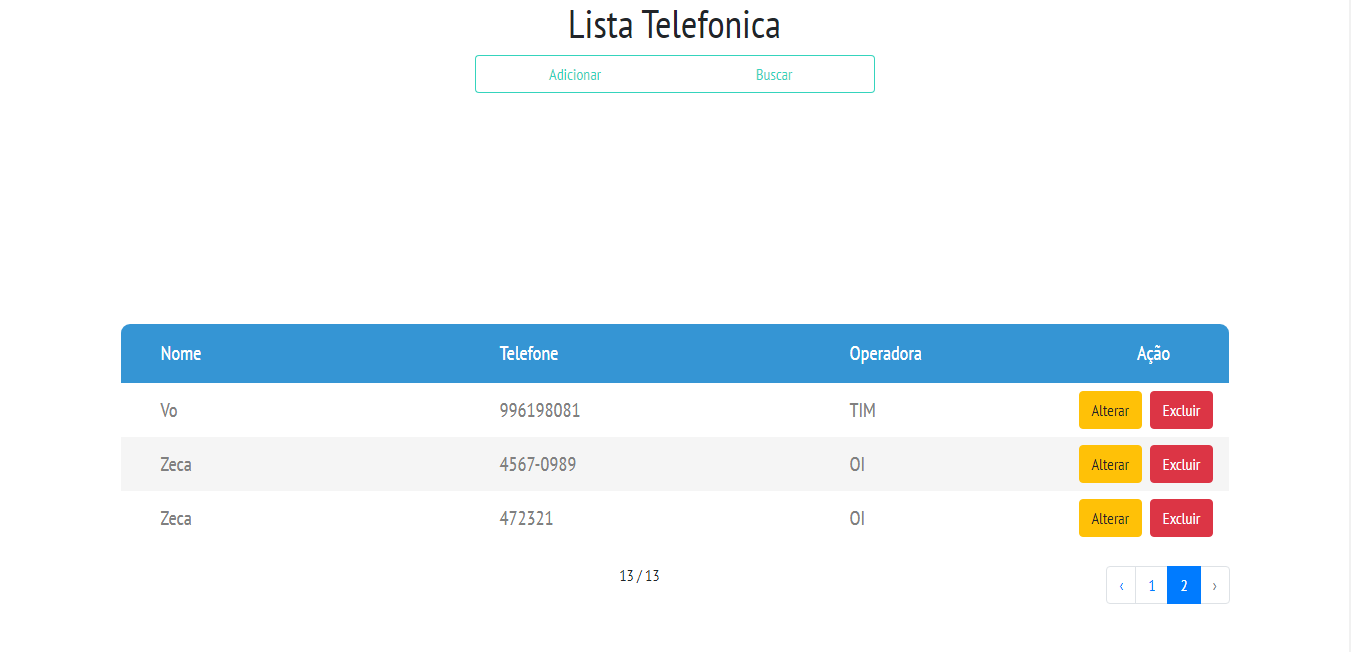 Lista Telefonica
Adicionar Buscar
Nome Telefone Operadora Ação
Vo 996198081 TIM Alterar Excluir
Zeca 4567-0989 OI Alterar Excluir
Zeca 472321 OI Alterar Excluir
13 / 13 ‹ 1 2 ›